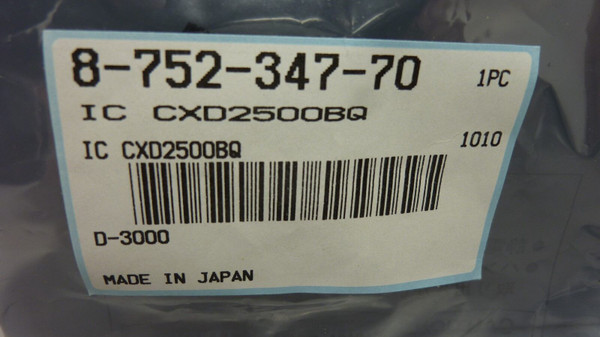 8-752-347-70 1PC
IC CXD2500BQ
IC CXD2500BQ 1010
D-3000
MADE IN JAPAN